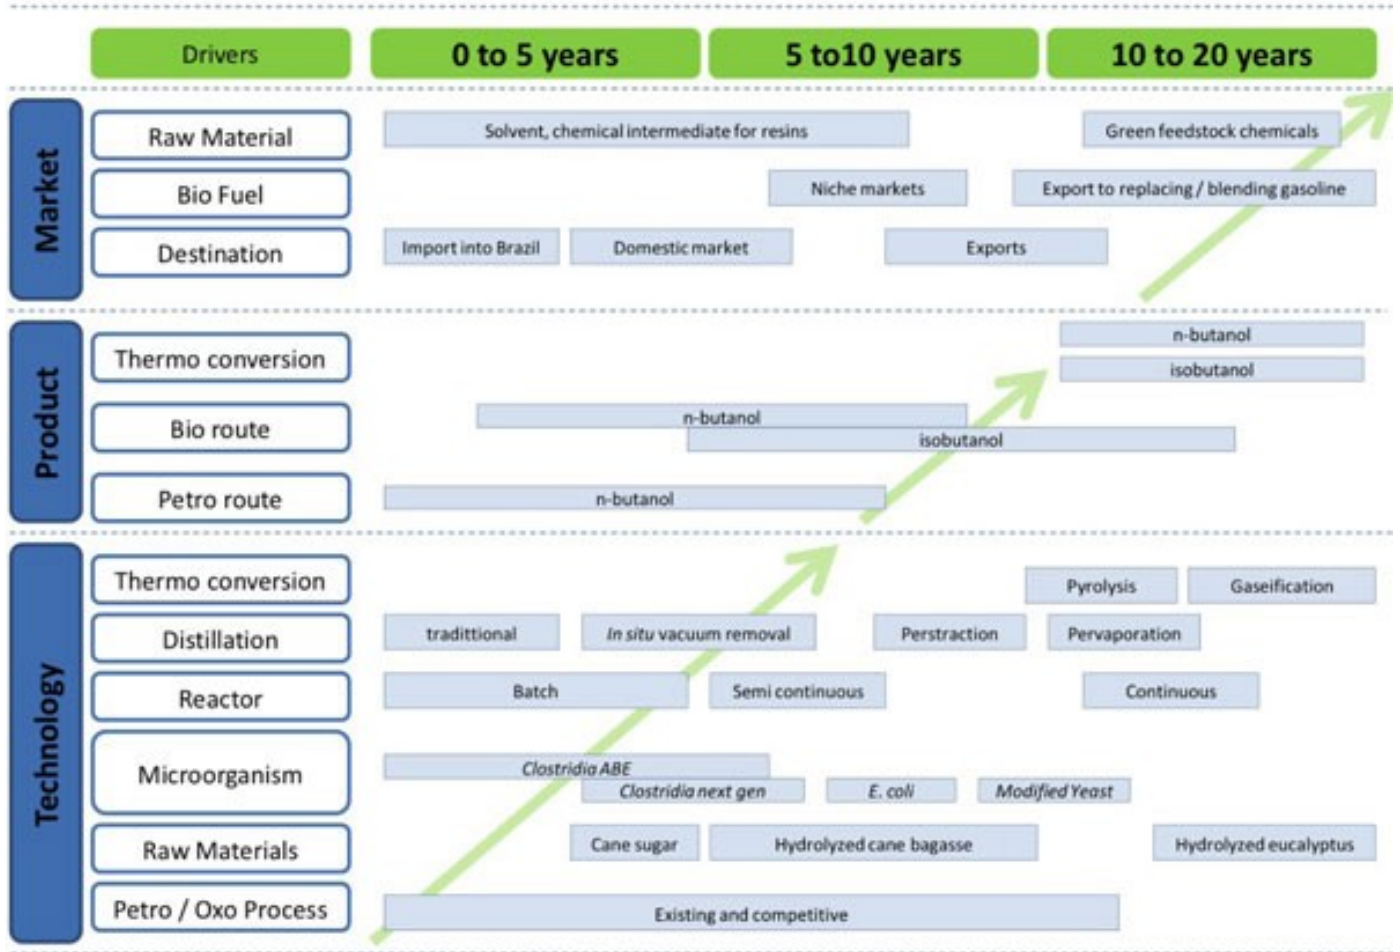 Drivers 0 to 5 years 5 to10 years 10 to 20 years
Market
Raw Material Solvent, chemical intermediate for resins Green feedstock chemicals
Bio Fuel Niche markets Export to replacing / blending gasoline
Destination Import into Brazil Domestic market Exports
Product
Thermo conversion n-butanol
isobutanol
Bio route n-butanol
isobutanol
Petro route n-butanol
Technology
Thermo conversion Pyrolysis Gaseification
Distillation tradittional In situ vacuum removal Perstraction Pervaporation
Reactor Batch Semi continuous Continuous
Microorganism Clostridia ABE
Clostridia next gen E. coli Modified Yeast
Raw Materials Cane sugar Hydrolyzed cane bagasse Hydrolyzed eucalyptus
Petro / Oxo Process Existing and competitive